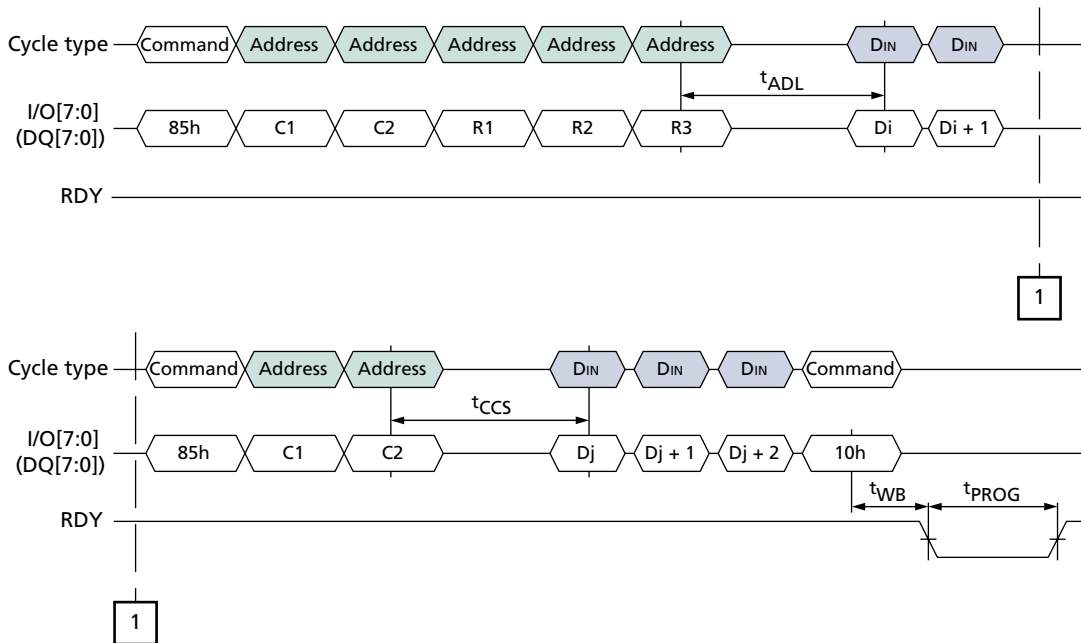 Cycle type Command Address Address Address Address Address DIN DIN
tADL
I/O[7:0]
(DQ[7:0]) 85h C1 C2 R1 R2 R3 Di Di + 1
RDY
1
Cycle type Command Address Address DIN DIN DIN Command
tCCS
I/O[7:0]
(DQ[7:0]) 85h C1 C2 Dj Dj + 1 Dj + 2 10h
tWB tPROG
RDY
1